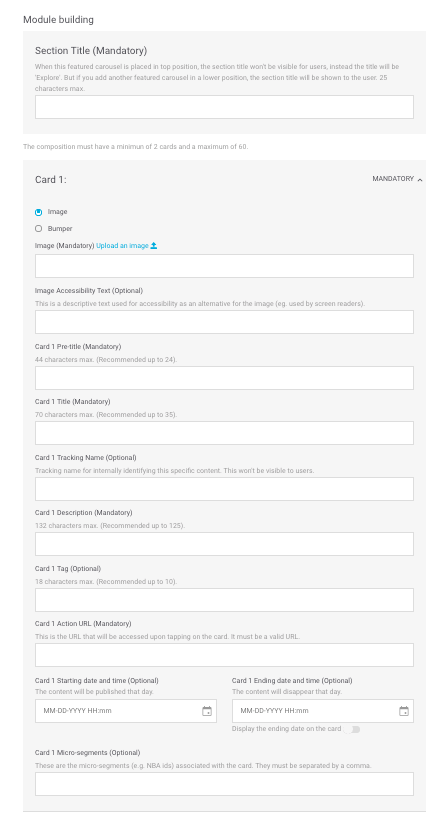 Module building
Section Title (Mandatory)
When this featured carousel is placed in top position, the section title won't be visible for users, instead the title will be
'Explore'. But if you add another featured carousel in a lower position, the section title will be shown to the user. 25
characters max.
The composition must have a minimun of 2 cards and a maximum of 60.
Card 1:
MANDATORY
Image
Bumper
Image (Mandatory) Upload an image
Image Accessibility Text (Optional)
This is a descriptive text used for accessibility as an alternative for the image (eg. used by screen readers).
Card 1 Pre-title (Mandatory)
44 characters max. (Recommended up to 24).
Card 1 Title (Mandatory)
70 characters max. (Recommended up to 35).
Card 1 Tracking Name (Optional)
Tracking name for internally identifying this specific content. This won't be visible to users.
Card 1 Description (Mandatory)
132 characters max. (Recommended up to 125).
Card 1 Tag (Optional)
18 characters max. (Recommended up to 10).
Card 1 Action URL (Mandatory)
This is the URL that will be accessed upon tapping on the card. It must be a valid URL.
Card 1 Starting date and time (Optional)
The content will be published that day.
MM-DD-YYYY HH:mm
Card 1 Ending date and time (Optional)
The content will disappear that day.
MM-DD-YYYY HH:mm
Display the ending date on the card
Card 1 Micro-segments (Optional)
These are the micro-segments (e.g. NBA ids) associated with the card. They must be separated by a comma.